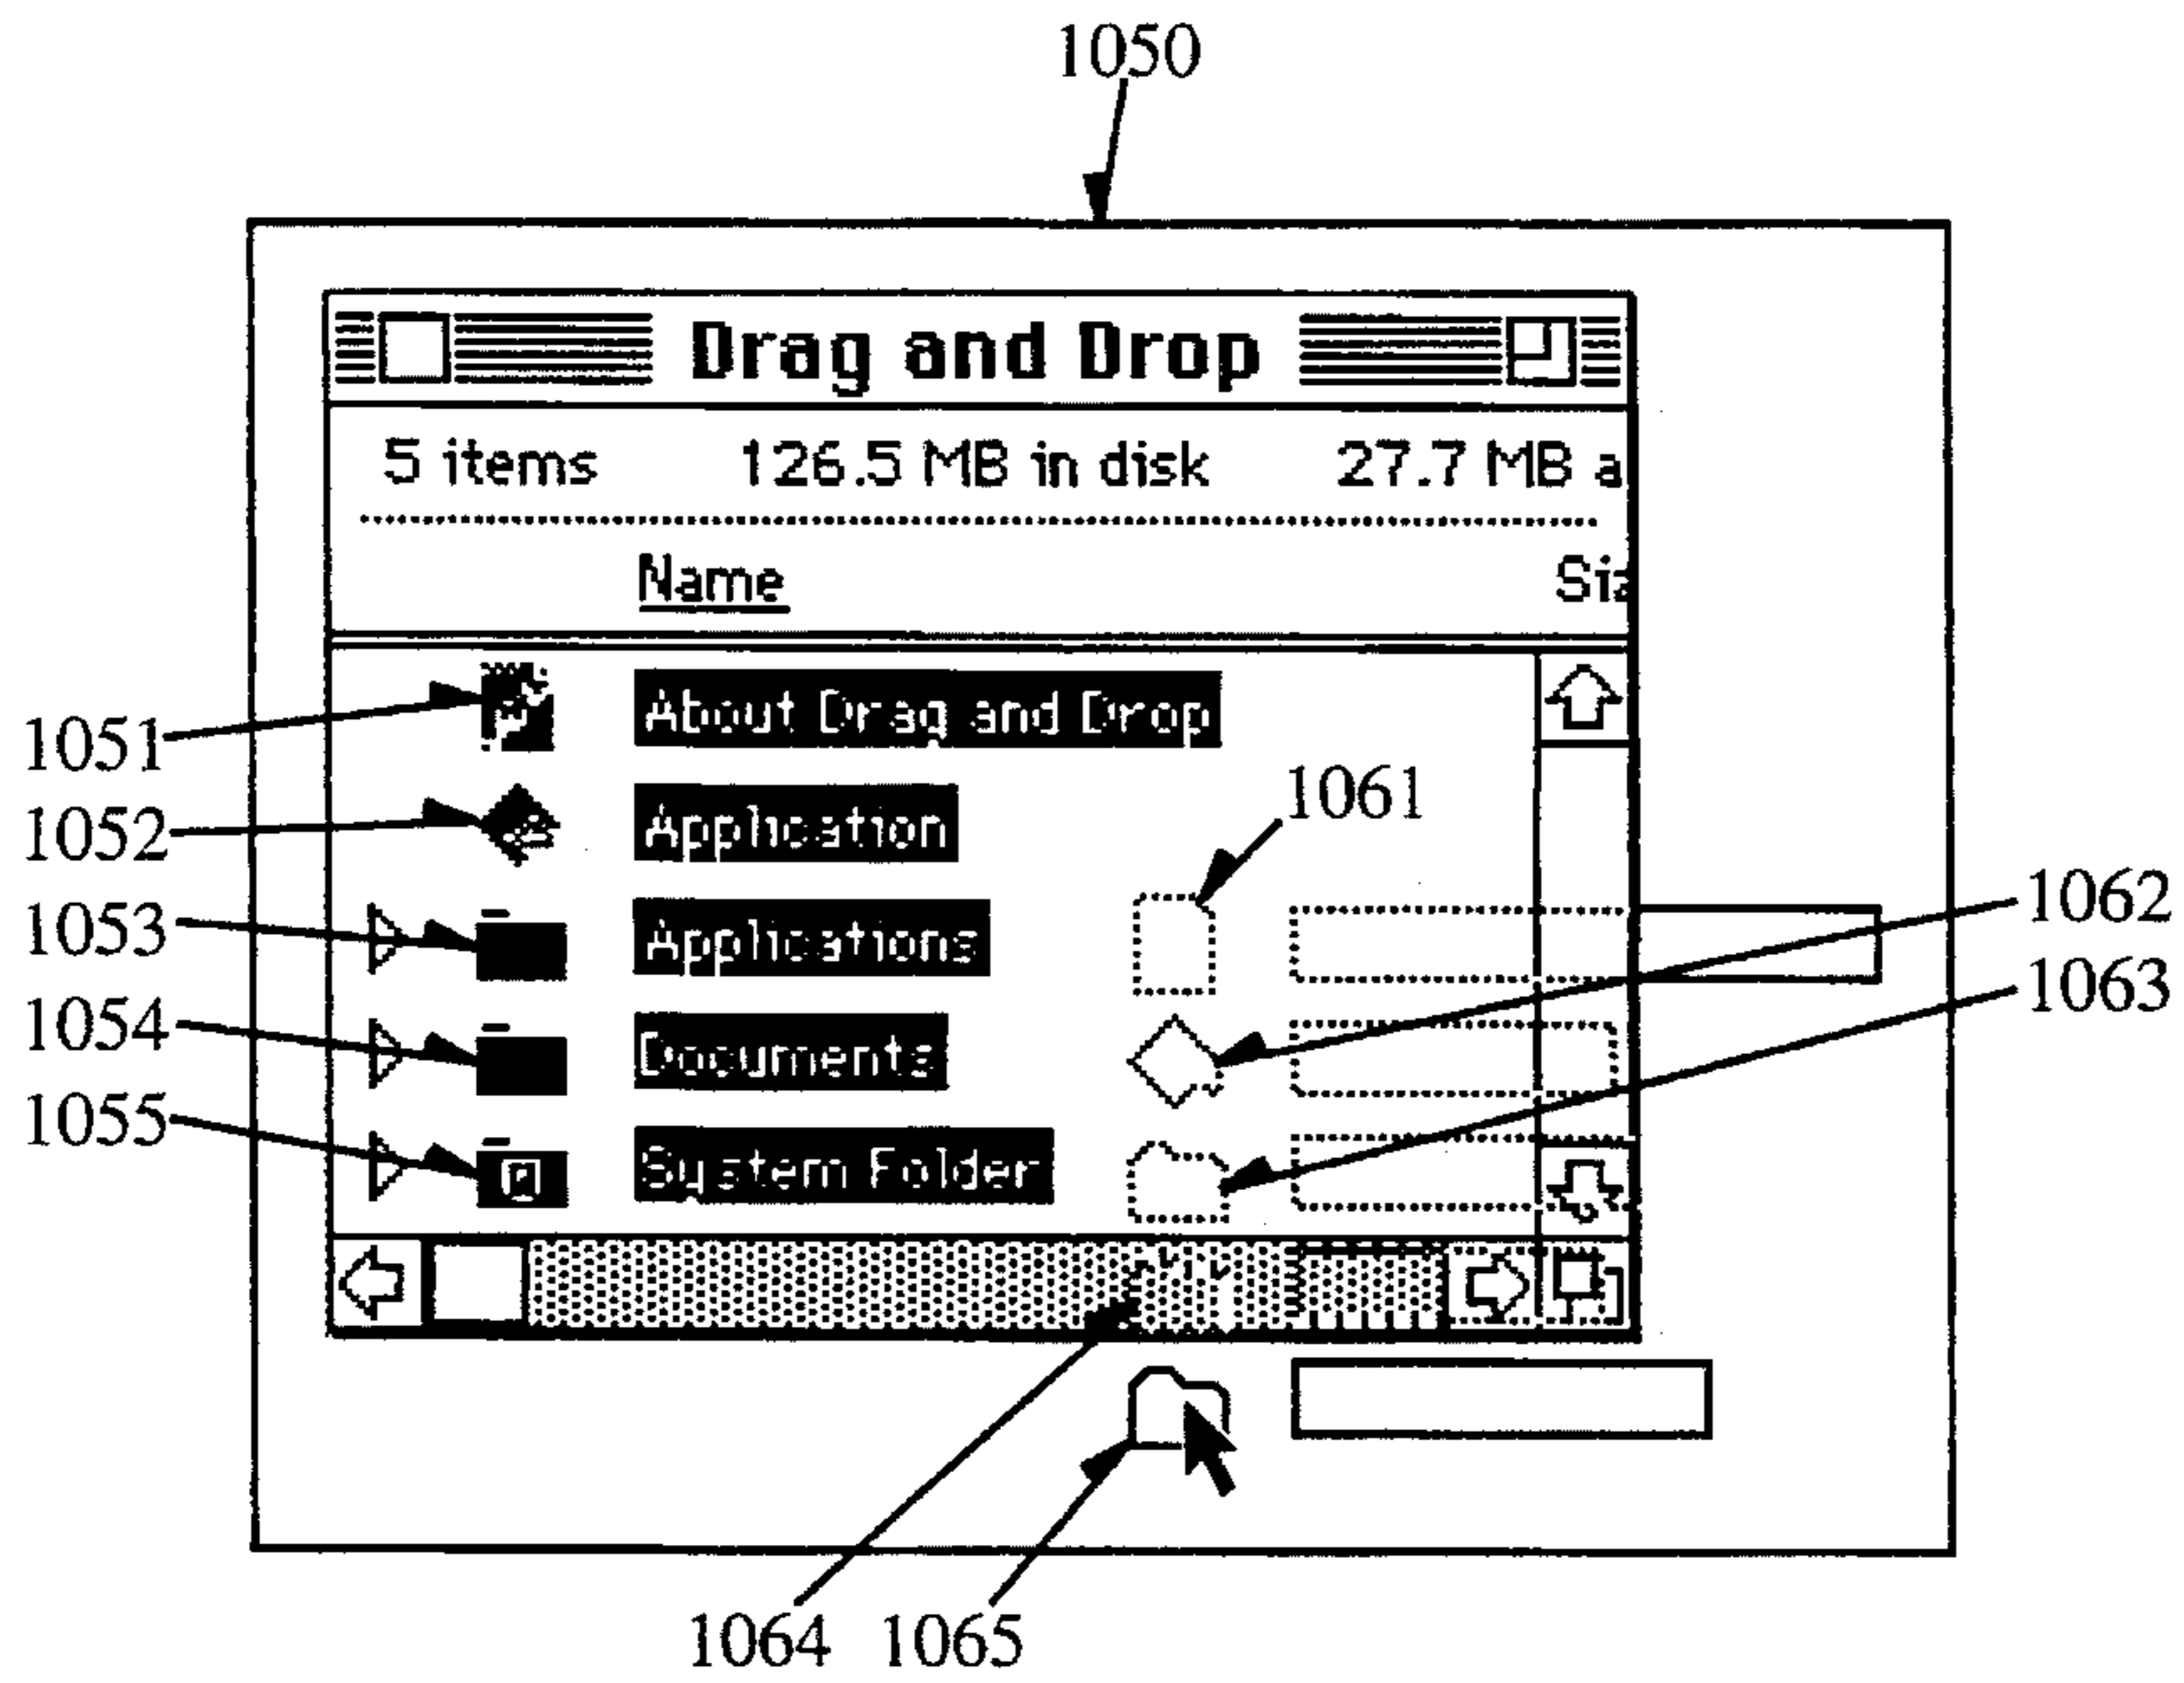 1050
Drag and Drop
5 items 126.5 MB in disk 27.7 MB a
Name Siz
1051 About Drag and Drop
1052 Application 1061
1053 Applications 1062
1054 Documents 1063
1055 System Folder
1064 1065